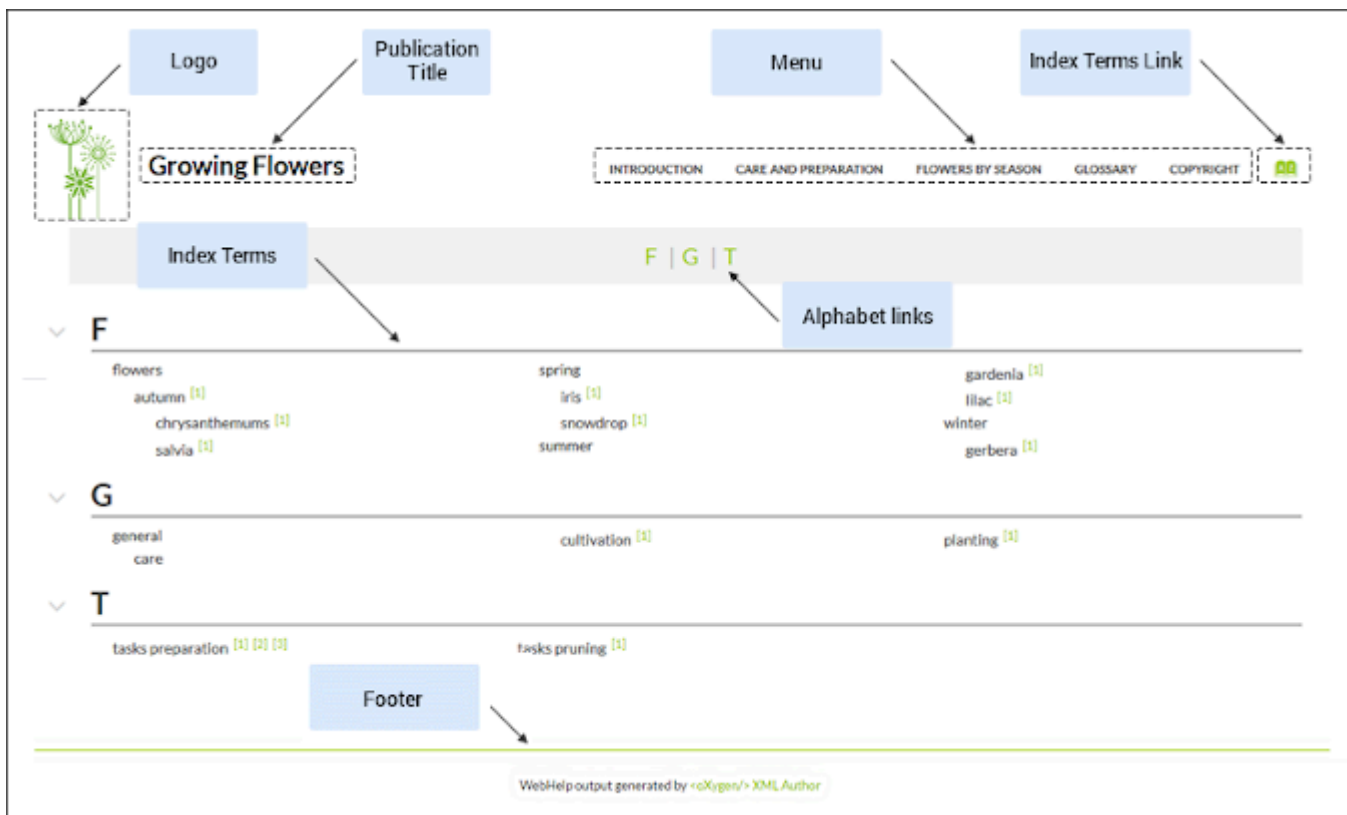 Logo
Publication
Title
Menu
Index Terms Link
Growing Flowers
INTRODUCTION CARE AND PREPARATION FLOWERS BY SEASON GLOSSARY COPYRIGHT
Index Terms
F | G | T
Alphabet links
F
flowers spring gardenia [1]
autumn [1] iris [1] lilac [1]
chrysanthemums [1] snowdrop [1] winter
salvia [1] summer gerbera [1]
G
general cultivation [1] planting [1]
care
T
tasks preparation [1] [2] [3] tasks pruning [1]
Footer
WebHelp output generated by <oXygen/> XML Author